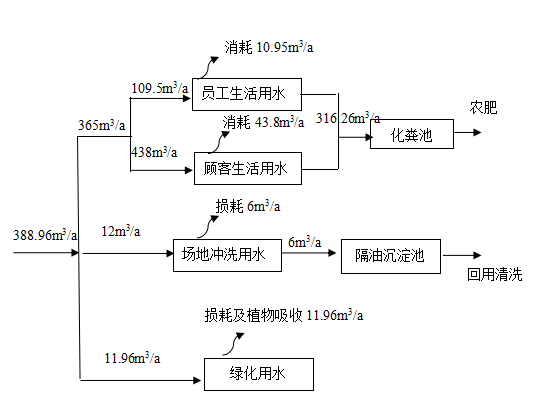 消耗 10.95m³/a
109.5m³/a
员工生活用水
农肥
365m³/a
消耗 43.8m³/a
316.26m³/a
化粪池
438m³/a
顾客生活用水
损耗 6m³/a
388.96m³/a
12m³/a
场地冲洗用水
6m³/a
隔油沉淀池
回用清洗
损耗及植物吸收 11.96m³/a
11.96m³/a
绿化用水